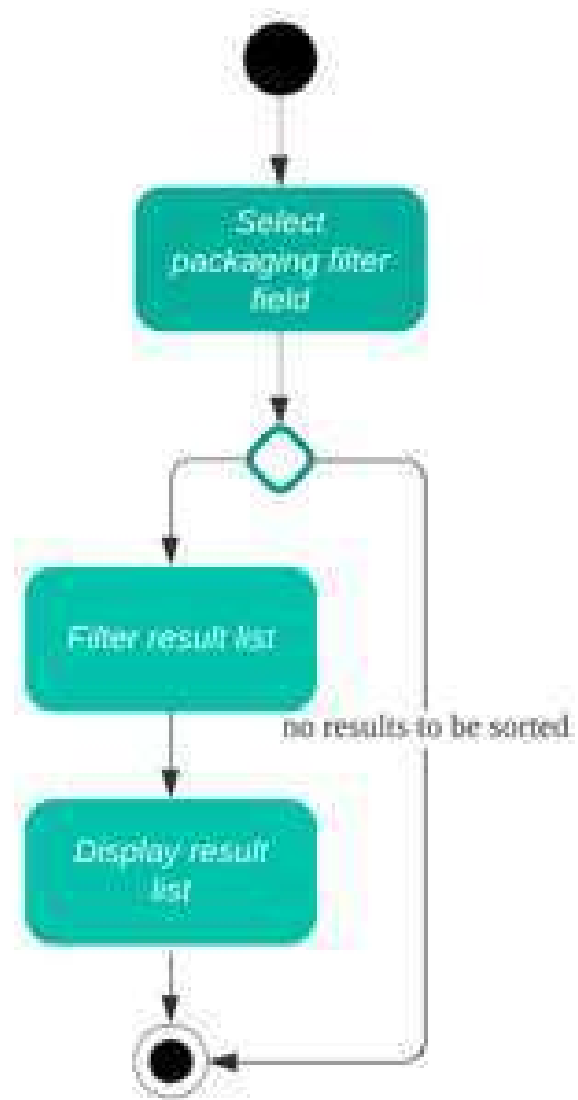 Select
packaging filter
field
Filter result list
no results to be sorted
Display result
list